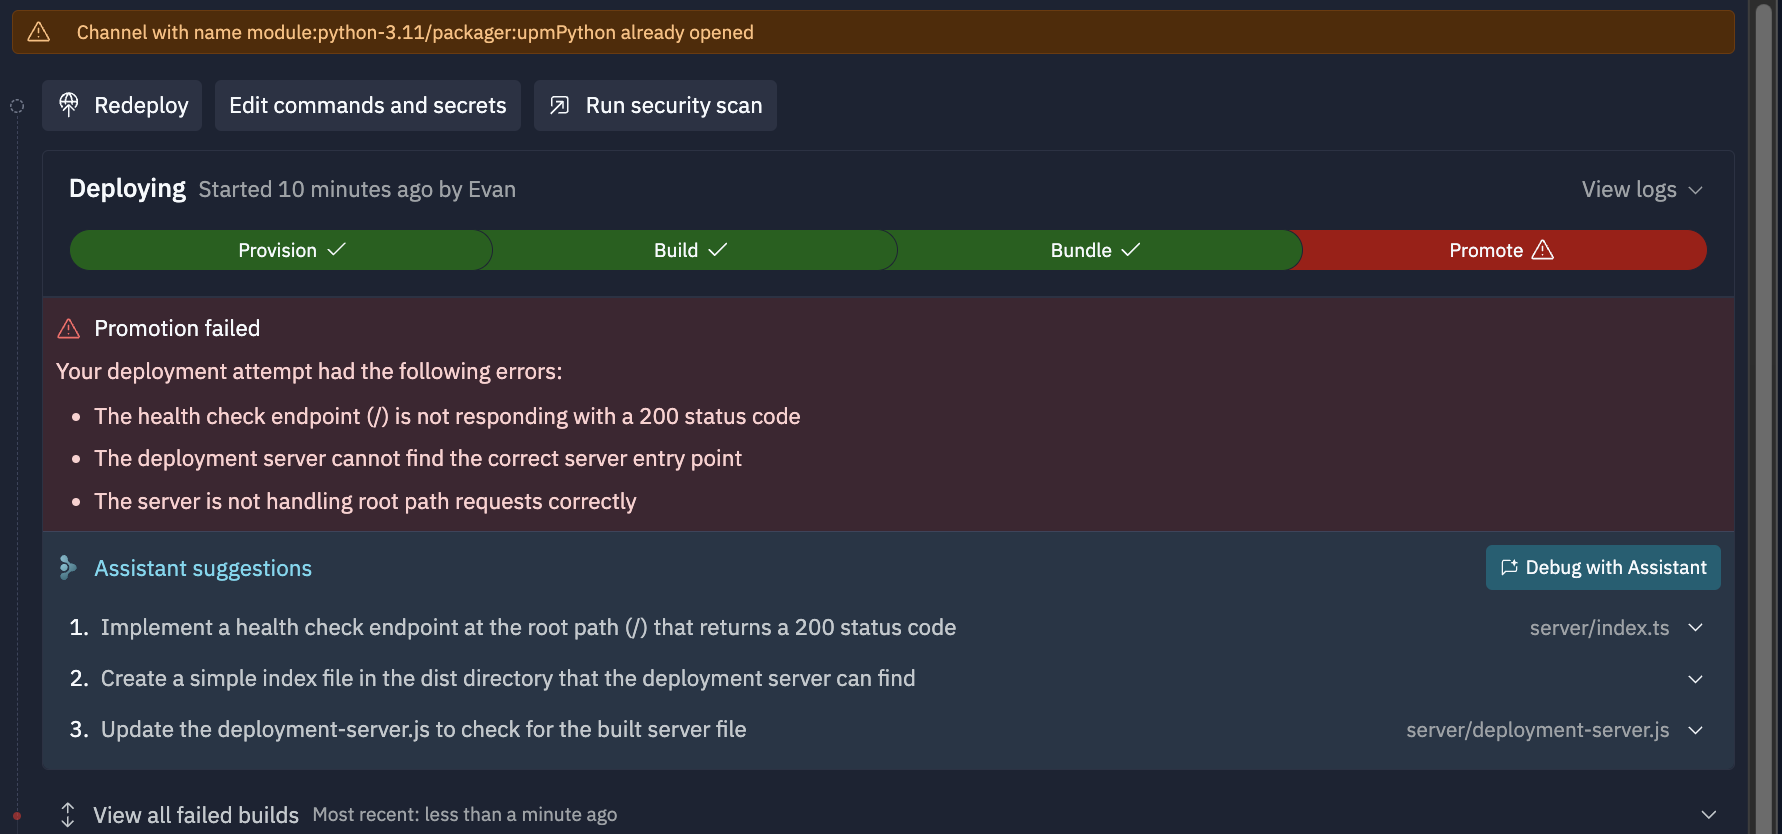 Channel with name module:python-3.11/packager:upmPython already opened
Redeploy Edit commands and secrets Run security scan
Deploying Started 10 minutes ago by Evan View logs
Provision Build Bundle Promote
Promotion failed
Your deployment attempt had the following errors:
• The health check endpoint (/) is not responding with a 200 status code
• The deployment server cannot find the correct server entry point
• The server is not handling root path requests correctly
Assistant suggestions Debug with Assistant
1. Implement a health check endpoint at the root path (/) that returns a 200 status code server/index.ts
2. Create a simple index file in the dist directory that the deployment server can find
3. Update the deployment-server.js to check for the built server file server/deployment-server.js
View all failed builds Most recent: less than a minute ago